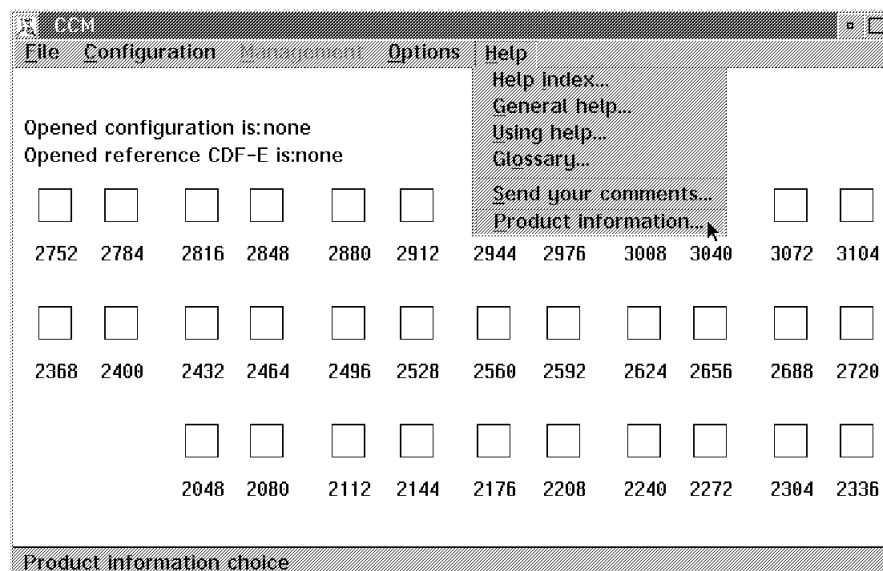 CCM
File Configuration Management Options Help
Help index...
General help...
Using help...
Glossary...
Send your comments...
Product information...
Opened configuration is:none
Opened reference CDF-E is:none
2752 2784 2816 2848 2880 2912 2944 2976 3008 3040 3072 3104
2368 2400 2432 2464 2496 2528 2560 2592 2624 2656 2688 2720
2048 2080 2112 2144 2176 2208 2240 2272 2304 2336
Product information choice